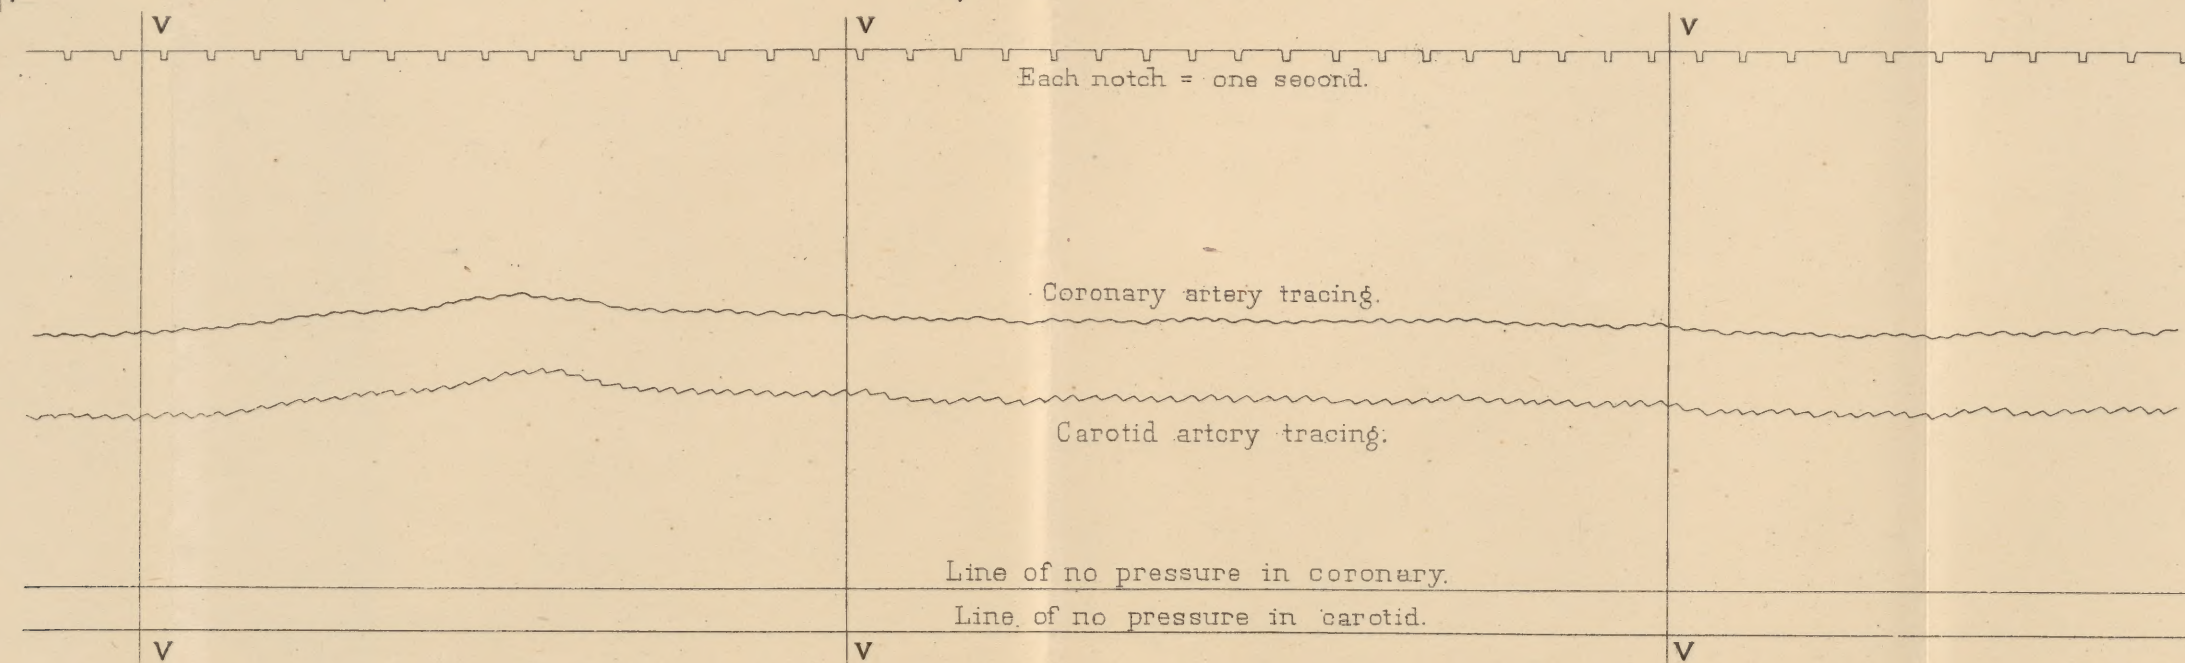 V V V
Each notch = one second.
Coronary artery tracing.
Carotid artery tracing.
Line of no pressure in coronary.
Line of no pressure in carotid.
V V V